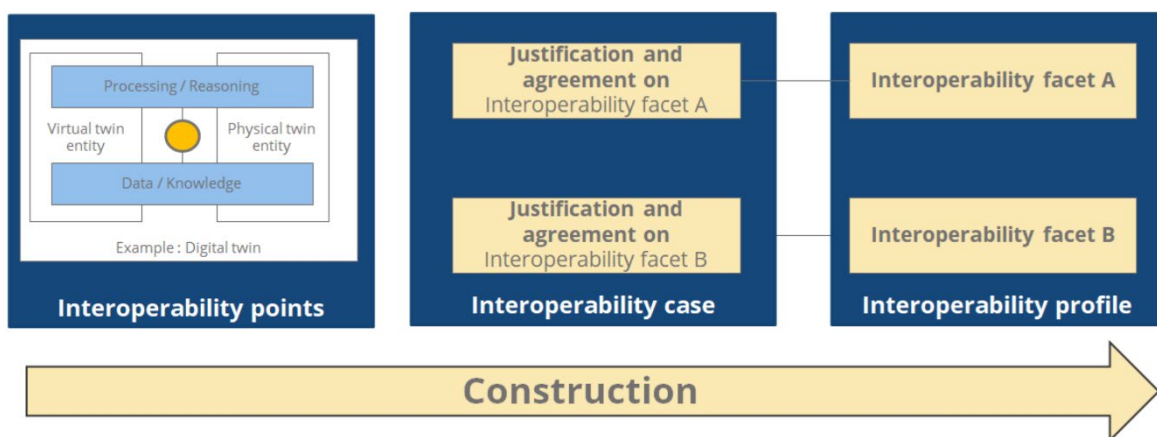 Processing / Reasoning
Virtual twin
entity
Physical twin
entity
Data / Knowledge
Example : Digital twin
Interoperability points
Justification and
agreement on
Interoperability facet A
Justification and
agreement on
Interoperability facet B
Interoperability case
Interoperability facet A
Interoperability facet B
Interoperability profile
Construction